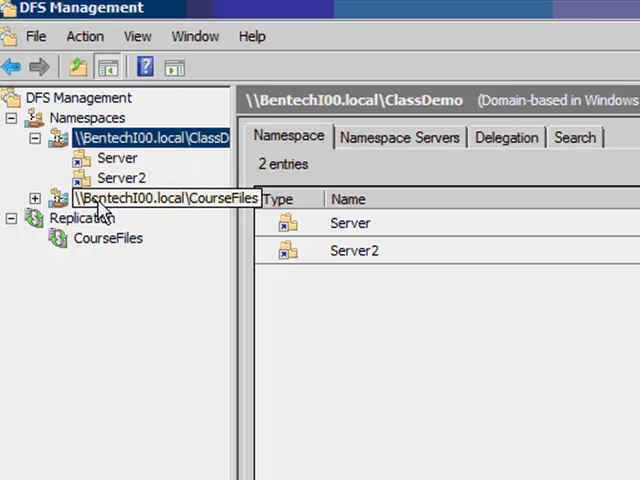 DFS Management
File Action View Window Help
DFS Management
Namespaces
\\BentechI00.local\ClassD
Server
Server2
\\BentechI00.local\CourseFiles
Replication
CourseFiles
\\BentechI00.local\ClassDemo (Domain-based in Windows
Namespace Namespace Servers Delegation Search
2 entries
Type Name
Server
Server2